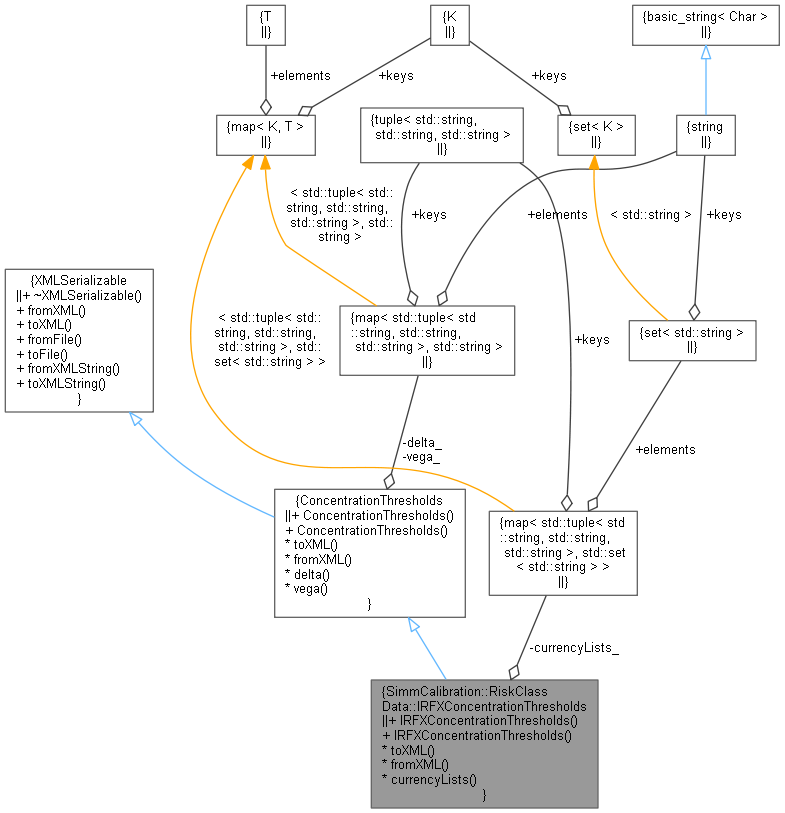 {T
||}
{K
||}
{basic_string< Char >
||}
+elements
+keys
+keys
{map< K, T >
||}
{tuple< std::string,
std::string, std::string >
||}
{set< K >
||}
{string
||}
< std::tuple< std::
string, std::string,
std::string >, std::
string >
+keys
+elements
< std::string >
+keys
{XMLSerializable
||+ ~XMLSerializable()
+ fromXML()
+ toXML()
+ fromFile()
+ toFile()
+ fromXMLString()
+ toXMLString()
}
< std::tuple< std::
string, std::string,
std::string >, std::
set< std::string > >
{map< std::tuple< std
::string, std::string,
std::string >, std::string >
||}
+keys
{set< std::string >
||}
-delta_
-vega_
+elements
{ConcentrationThresholds
||+ ConcentrationThresholds()
+ ConcentrationThresholds()
* toXML()
* fromXML()
* delta()
* vega()
}
{map< std::tuple< std
::string, std::string,
std::string >, std::set
< std::string > >
||}
-currencyLists_
{SimmCalibration::RiskClass
Data::IRFXConcentrationThresholds
||+ IRFXConcentrationThresholds()
+ IRFXConcentrationThresholds()
* toXML()
* fromXML()
* currencyLists()
}